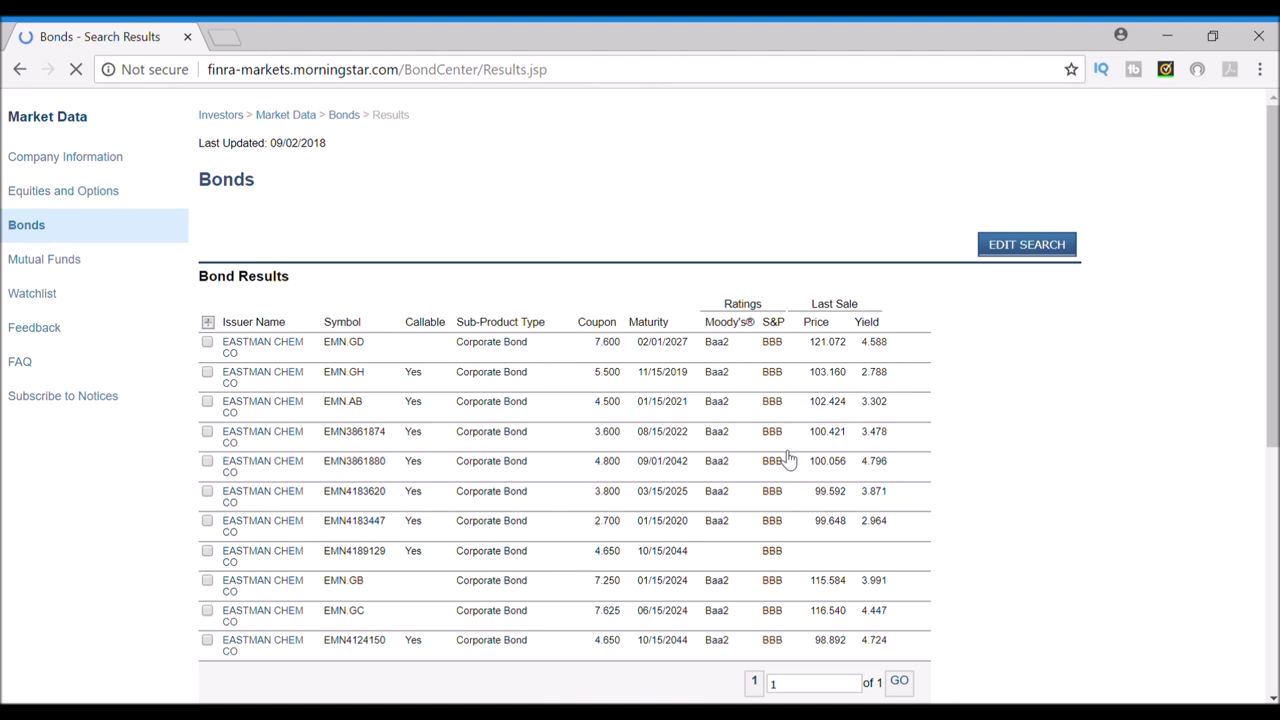 Bonds - Search Results
Not secure finra-markets.morningstar.com/BondCenter/Results.jsp
Market Data
Company Information
Equities and Options
Bonds
Mutual Funds
Watchlist
Feedback
FAQ
Subscribe to Notices
Investors > Market Data > Bonds > Results
Last Updated: 09/02/2018
Bonds
EDIT SEARCH
Bond Results
Ratings Last Sale
Issuer Name Symbol Callable Sub-Product Type Coupon Maturity Moody's® S&P Price Yield
EASTMAN CHEM EMN.GD Corporate Bond 7.600 02/01/2027 Baa2 BBB 121.072 4.588
CO
EASTMAN CHEM EMN.GH Yes Corporate Bond 5.500 11/15/2019 Baa2 BBB 103.160 2.788
CO
EASTMAN CHEM EMN.AB Yes Corporate Bond 4.500 01/15/2021 Baa2 BBB 102.424 3.302
CO
EASTMAN CHEM EMN3861874 Yes Corporate Bond 3.600 08/15/2022 Baa2 BBB 100.421 3.478
CO
EASTMAN CHEM EMN3861880 Yes Corporate Bond 4.800 09/01/2042 Baa2 BBB 100.056 4.796
CO
EASTMAN CHEM EMN4183620 Yes Corporate Bond 3.800 03/15/2025 Baa2 BBB 99.592 3.871
CO
EASTMAN CHEM EMN4183447 Yes Corporate Bond 2.700 01/15/2020 Baa2 BBB 99.648 2.964
CO
EASTMAN CHEM EMN4189129 Yes Corporate Bond 4.650 10/15/2044 BBB
CO
EASTMAN CHEM EMN.GB Corporate Bond 7.250 01/15/2024 Baa2 BBB 115.584 3.991
CO
EASTMAN CHEM EMN.GC Corporate Bond 7.625 06/15/2024 Baa2 BBB 116.540 4.447
CO
EASTMAN CHEM EMN4124150 Yes Corporate Bond 4.650 10/15/2044 Baa2 BBB 98.892 4.724
CO
1 1 of 1 GO